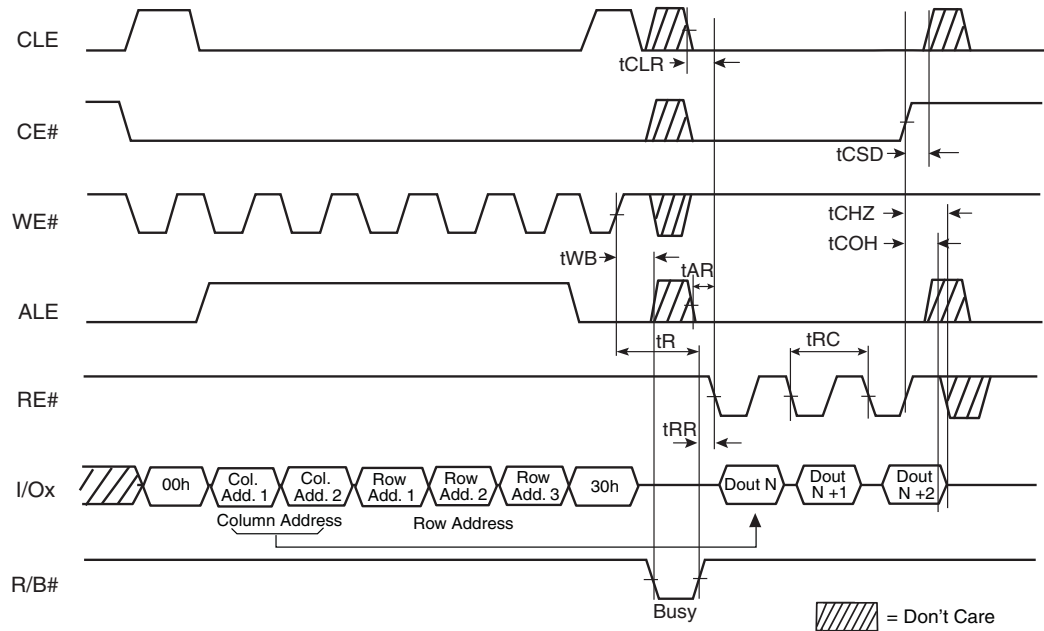 CLE
tCLR
CE#
tCSD
WE#
tCHZ
tCOH
tWB
tAR
ALE
tR
tRC
RE#
tRR
I/Ox
00h
Col. Add. 1
Col. Add. 2
Row Add. 1
Row Add. 2
Row Add. 3
30h
Dout N
Dout N +1
Dout N +2
Column Address
Row Address
R/B#
Busy
= Don't Care